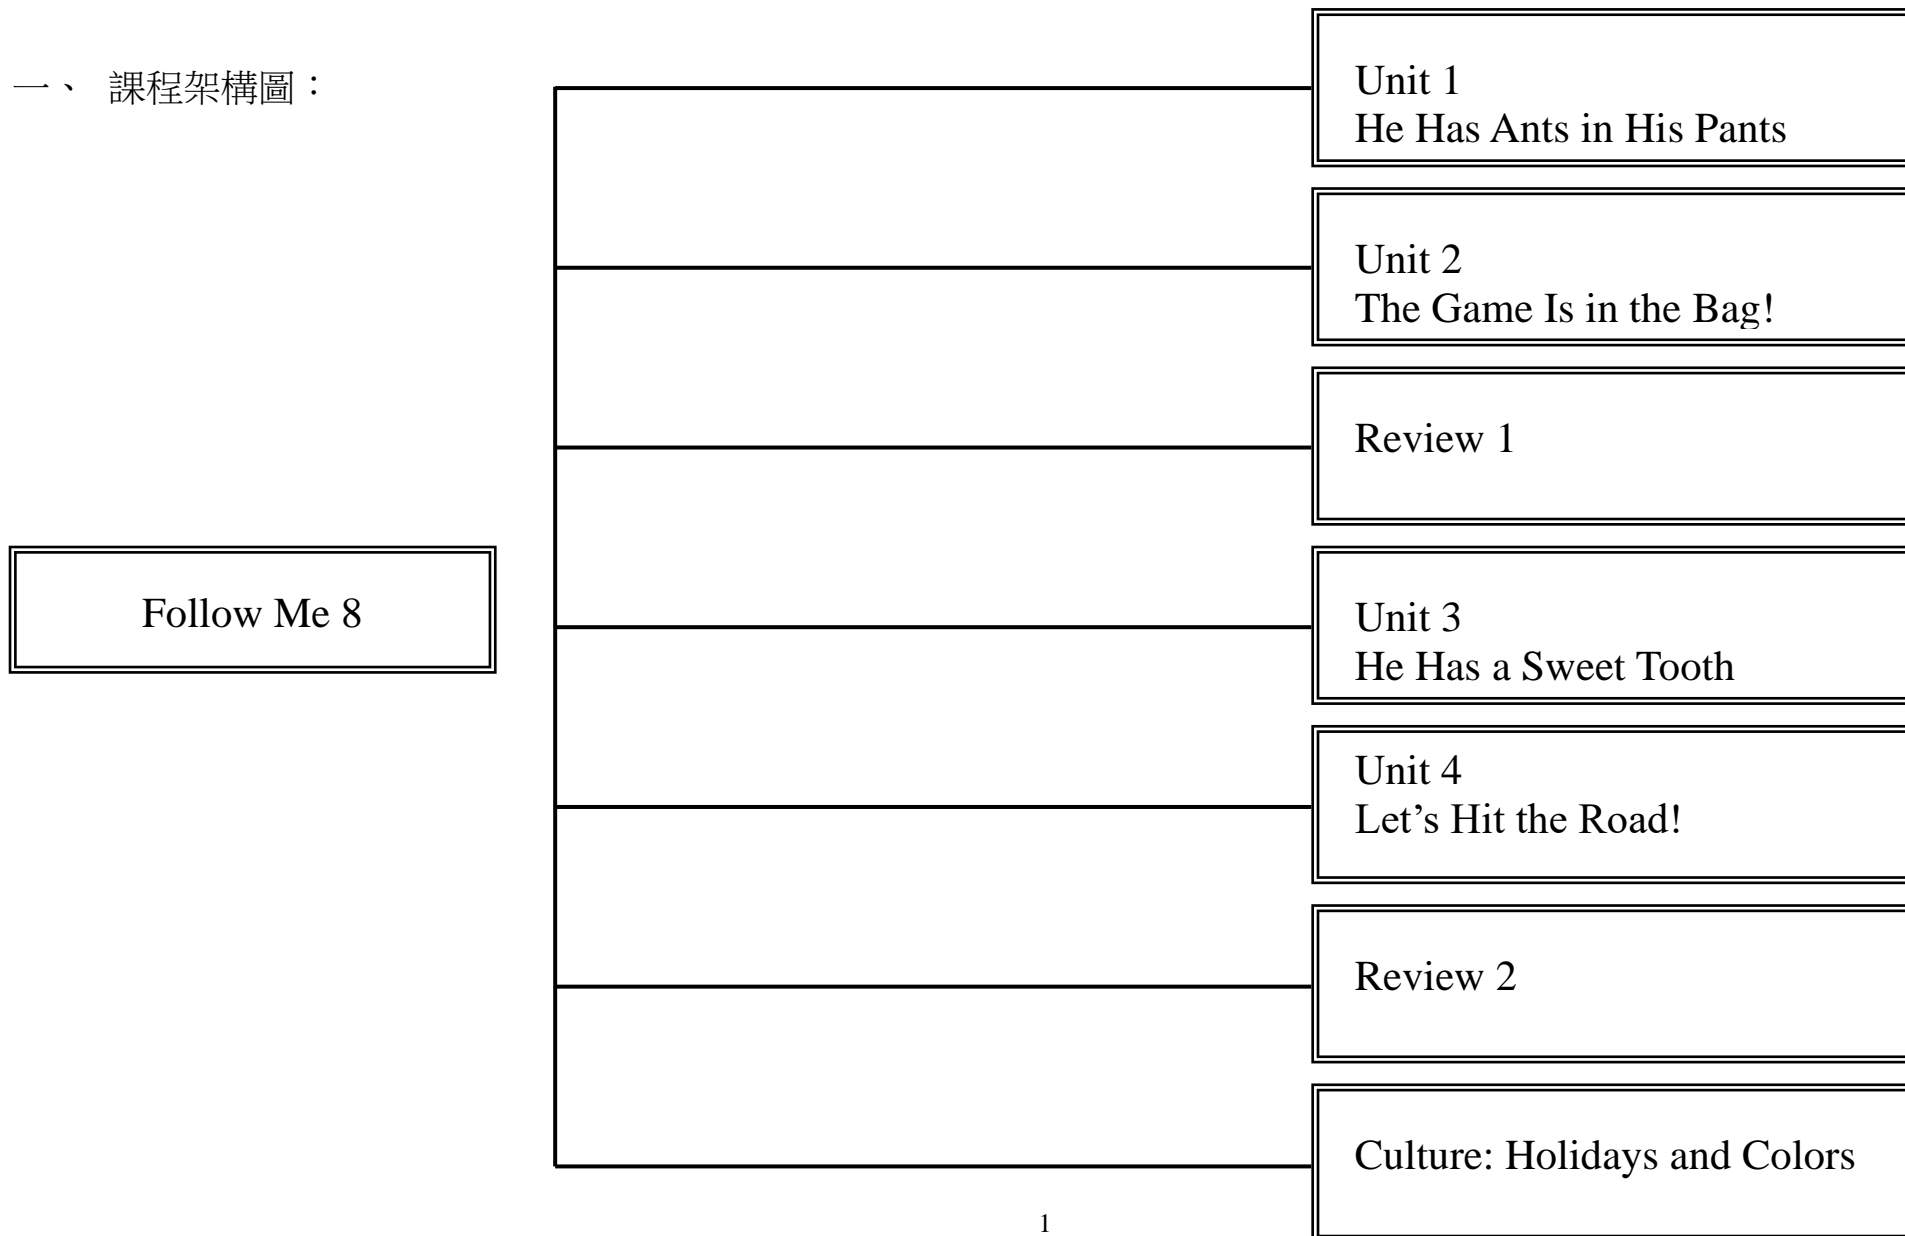 一、 課程架構圖：
Unit 1
He Has Ants in His Pants
Unit 2
The Game Is in the Bag!
Review 1
Follow Me 8
Unit 3
He Has a Sweet Tooth
Unit 4
Let’s Hit the Road!
Review 2
Culture: Holidays and Colors
1